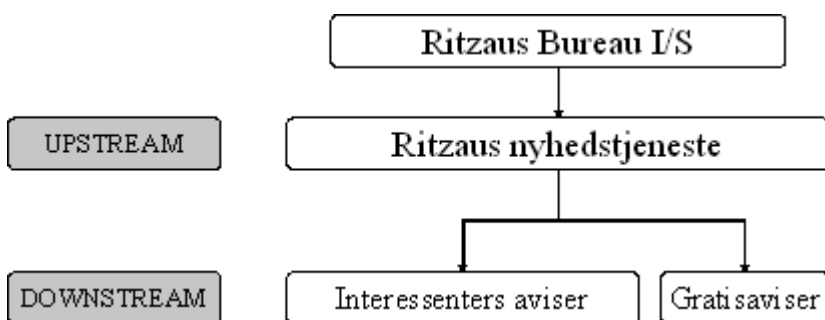 Ritzaus Bureau I/S
UPSTREAM
Ritzaus nyhedstjeneste
DOWNSTREAM
Interessenters aviser
Gratisaviser